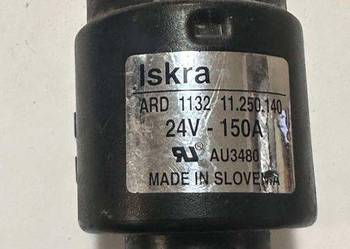 Iskra
ARD 1132 11.250.140
24V - 150A
AU3480
MADE IN SLOVENIA